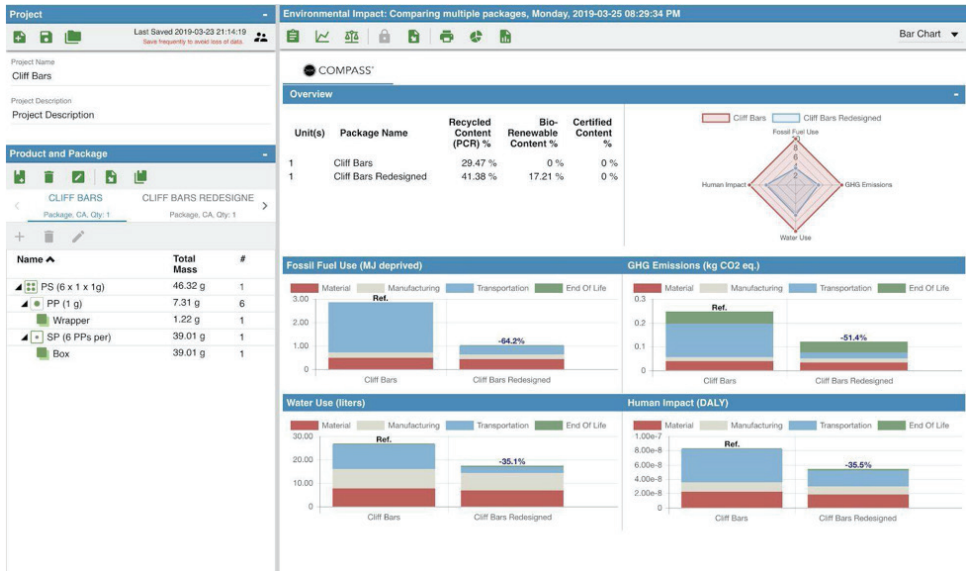 Project -
Last Saved 2019-03-23 21:14:19
Save frequently to avoid loss of data.
Project Name
Cliff Bars
Project Description
Project Description
Product and Package -
CLIFF BARS CLIFF BARS REDESIGNE
Package, CA, Qty: 1 Package, CA, Qty: 1
Name Total Mass #
PS (6 x 1 x 1g) 46.32 g 1
PP (1 g) 7.31 g 6
Wrapper 1.22 g 1
SP (6 PPs per) 39.01 g 1
Box 39.01 g 1
Environmental Impact: Comparing multiple packages, Monday, 2019-03-25 08:29:34 PM
Bar Chart
COMPASS
Overview -
Unit(s) Package Name Recycled Content (PCR) % Bio-Renewable Content % Certified Content %
1 Cliff Bars 29.47 % 0 % 0 %
1 Cliff Bars Redesigned 41.38 % 17.21 % 0 %
Cliff Bars Cliff Bars Redesigned
Fossil Fuel Use
8
6
4
2
Human Impact GHG Emissions
Water Use
Fossil Fuel Use (MJ deprived)
Material Manufacturing Transportation End Of Life
3.00 Ref.
2.00
1.00 -64.2%
0
Cliff Bars Cliff Bars Redesigned
GHG Emissions (kg CO2 eq.)
Material Manufacturing Transportation End Of Life
0.3
Ref.
0.2
-51.4%
0.1
0
Cliff Bars Cliff Bars Redesigned
Water Use (liters)
Material Manufacturing Transportation End Of Life
30.00 Ref.
20.00 -35.1%
10.00
0
Cliff Bars Cliff Bars Redesigned
Human Impact (DALY)
Material Manufacturing Transportation End Of Life
1.00e-7
Ref.
8.00e-8
6.00e-8 -35.5%
4.00e-8
2.00e-8
0
Cliff Bars Cliff Bars Redesigned